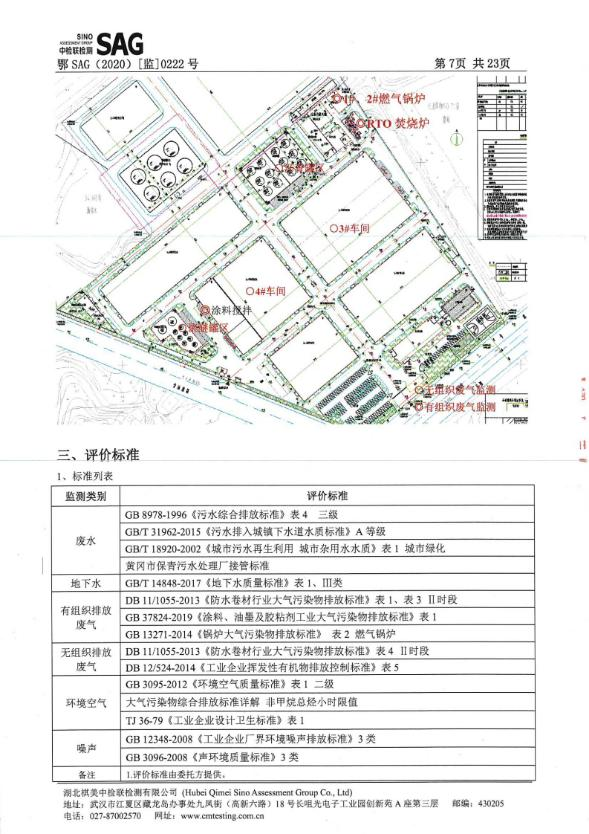 SINO
ASSESSMENT GROUP
中检联检测 SAG
鄂 SAG（2020）[监]0222 号
第 7页 共 23页
1#、2#燃气锅炉
RTO 焚烧炉
3#车间
4#车间
涂料搅拌
无组织废气监测
有组织废气监测
三、评价标准
1、标准列表
监测类别 评价标准
废水
GB 8978-1996《污水综合排放标准》表 4 三级
GB/T 31962-2015《污水排入城镇下水道水质标准》A 等级
GB/T 18920-2002《城市污水再生利用 城市杂用水水质》表 1 城市绿化
黄冈市保青污水处理厂接管标准
地下水 GB/T 14848-2017《地下水质量标准》表 1、III类
有组织排放废气
DB 11/1055-2013《防水卷材行业大气污染物排放标准》表 1、表 3 II时段
GB 37824-2019《涂料、油墨及胶粘剂工业大气污染物排放标准》表 1
GB 13271-2014《锅炉大气污染物排放标准》 表 2 燃气锅炉
无组织排放废气
DB 11/1055-2013《防水卷材行业大气污染物排放标准》表 4 II时段
DB 12/524-2014《工业企业挥发性有机物排放控制标准》表 5
环境空气
GB 3095-2012《环境空气质量标准》表 1 二级
大气污染物综合排放标准详解 非甲烷总烃小时限值
TJ 36-79《工业企业设计卫生标准》表 1
噪声
GB 12348-2008《工业企业厂界环境噪声排放标准》3 类
GB 3096-2008《声环境质量标准》3 类
备注 1.评价标准由委托方提供。
湖北祺美中检联检测有限公司 (Hubei Qimei Sino Assessment Group Co., Ltd)
地址：武汉市江夏区藏龙岛办事处九凤街（高新六路）18 号长咀光电子工业园创新苑 A 座第三层 邮编：430205
电话：027-87002570 网址：www.cmtesting.com.cn